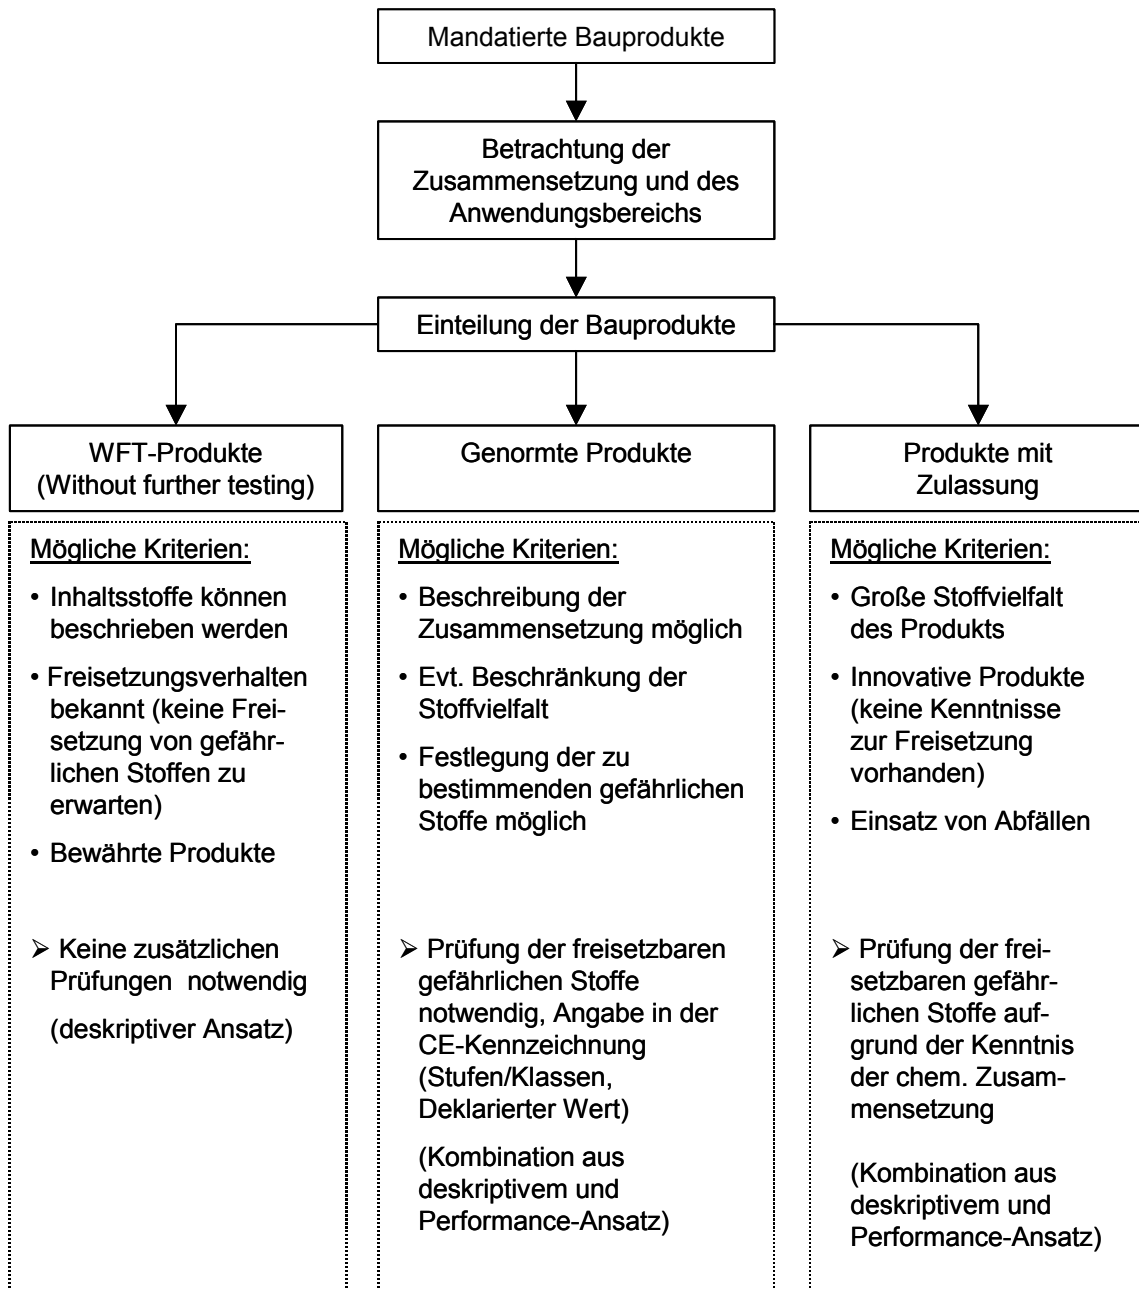 Mandatierte Bauprodukte
Betrachtung der
Zusammensetzung und des
Anwendungsbereichs
Einteilung der Bauprodukte
WFT-Produkte
(Without further testing)
Mögliche Kriterien:
• Inhaltsstoffe können
beschrieben werden
• Freisetzungsverhalten
bekannt (keine Frei-
setzung von gefähr-
lichen Stoffen zu
erwarten)
• Bewährte Produkte
➢ Keine zusätzlichen
Prüfungen notwendig
(deskriptiver Ansatz)
Genormte Produkte
Mögliche Kriterien:
• Beschreibung der
Zusammensetzung möglich
• Evt. Beschränkung der
Stoffvielfalt
• Festlegung der zu
bestimmenden gefährlichen
Stoffe möglich
➢ Prüfung der freisetzbaren
gefährlichen Stoffe
notwendig, Angabe in der
CE-Kennzeichnung
(Stufen/Klassen,
Deklarierter Wert)
(Kombination aus
deskriptivem und
Performance-Ansatz)
Produkte mit
Zulassung
Mögliche Kriterien:
• Große Stoffvielfalt
des Produkts
• Innovative Produkte
(keine Kenntnisse
zur Freisetzung
vorhanden)
• Einsatz von Abfällen
➢ Prüfung der frei-
setzbaren gefähr-
lichen Stoffe auf-
grund der Kenntnis
der chem. Zusam-
mensetzung
(Kombination aus
deskriptivem und
Performance-Ansatz)